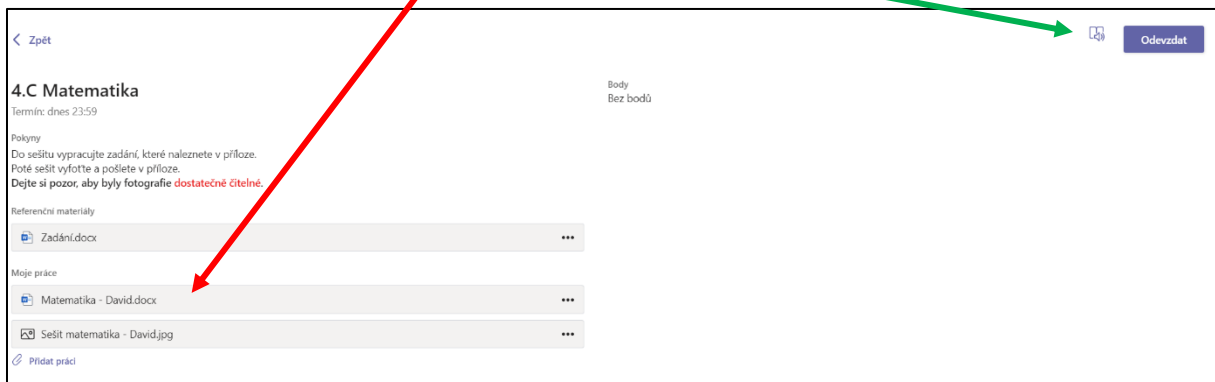 Zpět
Odevzdat
4.C Matematika
Termín: dnes 23:59
Body
Bez bodů
Pokyny
Do sešitu vypracujte zadání, které naleznete v příloze.
Poté sešit vyfoťte a pošlete v příloze.
Dejte si pozor, aby byly fotografie dostatečně čitelné.
Referenční materiály
Zadání.docx
Moje práce
Matematika - David.docx
Sešit matematika - David.jpg
Přidat práci